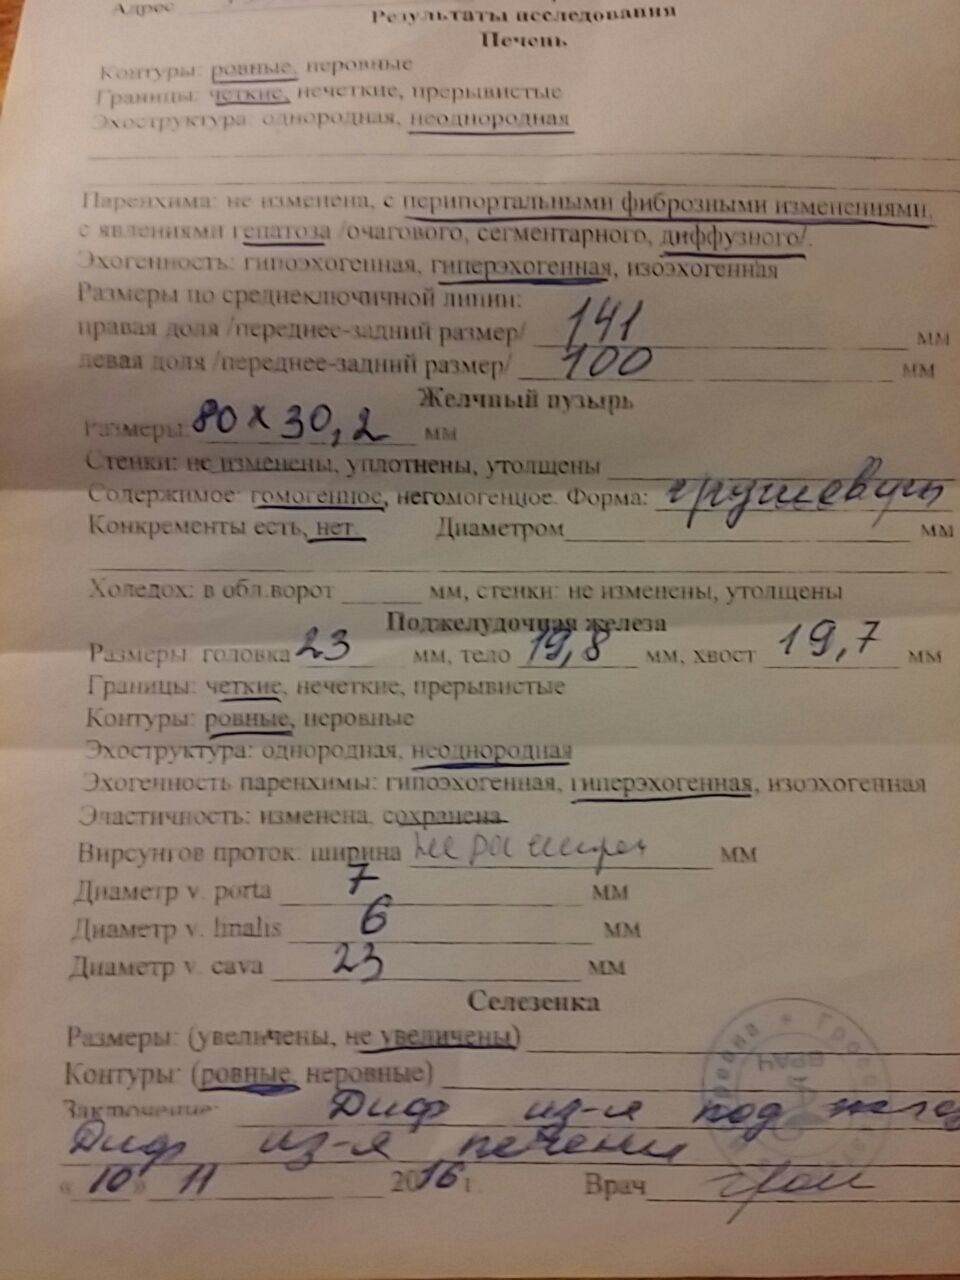 Адрес
Результаты исследования
Печень
Контуры: ровные, неровные
Границы: четкие, нечеткие, прерывистые
Эхоструктура: однородная, неоднородная
Паренхима: не изменена, с перипортальными фиброзными изменениями,
с явлениями гепатоза /очагового, сегментарного, диффузного/.
Эхогенность: гипоэхогенная, гиперэхогенная, изоэхогенная
Размеры по среднеключичной линии:
правая доля /переднее-задний размер/ 141 мм
левая доля /переднее-задний размер/ 100 мм
Желчный пузырь
Размеры: 80 х 30,2 мм
Стенки: не изменены, уплотнены, утолщены
Содержимое: гомогенное, негомогенное. Форма: грушевидн
Конкременты есть, нет. Диаметром мм
Холедох: в обл.ворот мм, стенки: не изменены, утолщены
Поджелудочная железа
Размеры: головка 23 мм, тело 19,8 мм, хвост 19,7 мм
Границы: четкие, нечеткие, прерывистые
Контуры: ровные, неровные
Эхоструктура: однородная, неоднородная
Эхогенность паренхимы: гипоэхогенная, гиперэхогенная, изоэхогенная
Эластичность: изменена, сохранена
Вирсунгов проток: ширина не расширен мм
Диаметр v. porta 7 мм
Диаметр v. linalis 6 мм
Диаметр v. cava 23 мм
Селезенка
Размеры: (увеличены, не увеличены)
Контуры: (ровные, неровные)
Заключение: Диф из-я под желез
Диф из-я печени
« 10 » 11 2016 г. Врач
ВРАЧ